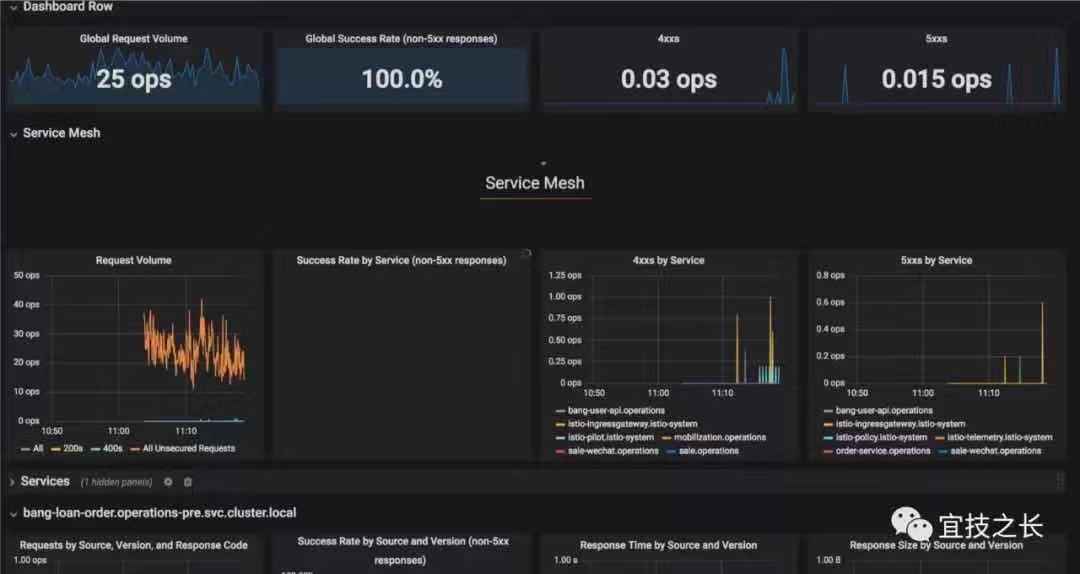 Dashboard Row
Global Request Volume
25 ops
Global Success Rate (non-5xx responses)
100.0%
4xxs
0.03 ops
5xxs
0.015 ops
Service Mesh
Service Mesh
Request Volume
50 ops
40 ops
30 ops
20 ops
10 ops
0 ops
10:50 11:00 11:10
All 200s 400s All Unsecured Requests
Success Rate by Service (non-5xx responses)
4xxs by Service
1.25 ops
1.00 ops
0.75 ops
0.50 ops
0.25 ops
0 ops
10:50 11:00 11:10
bang-user-api.operations
istio-ingressgateway.istio-system
istio-pilot.istio-system mobilization.operations
sale-wechat.operations sale.operations
5xxs by Service
0.8 ops
0.6 ops
0.4 ops
0.2 ops
0 ops
10:50 11:00 11:10
bang-user-api.operations
istio-ingressgateway.istio-system
istio-policy.istio-system istio-telemetry.istio-system
order-service.operations sale-wechat.operations
Services (1 hidden panels)
bang-loan-order.operations-pre.svc.cluster.local
Requests by Source, Version, and Response Code
1.00 ops
Success Rate by Source and Version (non-5xx
responses)
Response Time by Source and Version
1.00 s
Response Size by Source and Version
1.00 B
宜技之长